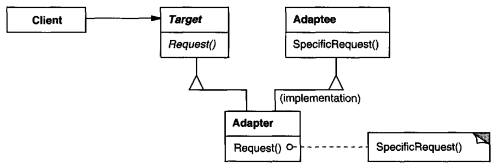 Client
Target
Request()
Adaptee
SpecificRequest()
(implementation)
Adapter
Request()
SpecificRequest()